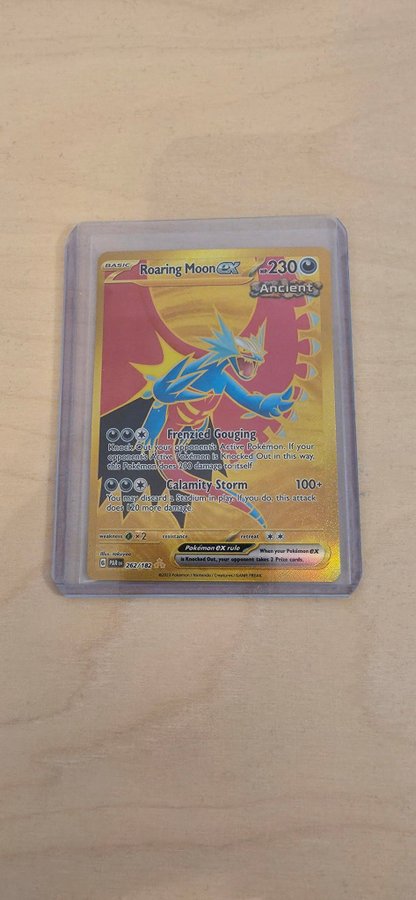 BASIC Roaring Moon ex HP 230
Ancient
Frenzied Gouging
Knock Out your opponent's Active Pokémon. If your
opponent's Active Pokémon is Knocked Out in this way,
this Pokémon does 200 damage to itself.
Calamity Storm 100+
You may discard a Stadium in play. If you do, this attack
does 120 more damage.
weakness ×2 resistance retreat
Pokémon ex rule When your Pokémon ex
is Knocked Out, your opponent takes 2 Prize cards.
Illus. takuyoa
G PAR EN 262/182
©2023 Pokémon / Nintendo / Creatures / GAME FREAK